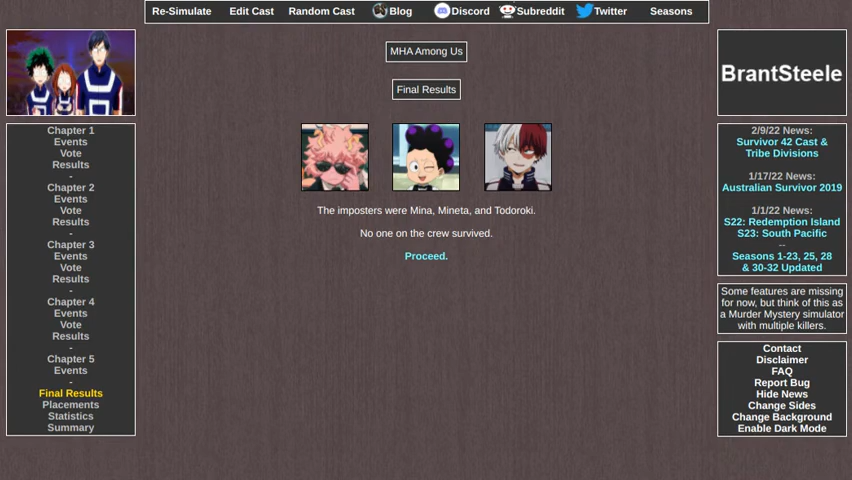 Re-Simulate Edit Cast Random Cast Blog Discord Subreddit Twitter Seasons
MHA Among Us
Final Results
The imposters were Mina, Mineta, and Todoroki.
No one on the crew survived.
Proceed.
Chapter 1
Events
Vote
Results
-
Chapter 2
Events
Vote
Results
-
Chapter 3
Events
Vote
Results
-
Chapter 4
Events
Vote
Results
-
Chapter 5
Events
-
Final Results
Placements
Statistics
Summary
BrantSteele
2/9/22 News:
Survivor 42 Cast &
Tribe Divisions
1/17/22 News:
Australian Survivor 2019
1/1/22 News:
S22: Redemption Island
S23: South Pacific
--
Seasons 1-23, 25, 28
& 30-32 Updated
Some features are missing
for now, but think of this as
a Murder Mystery simulator
with multiple killers.
Contact
Disclaimer
FAQ
Report Bug
Hide News
Change Sides
Change Background
Enable Dark Mode